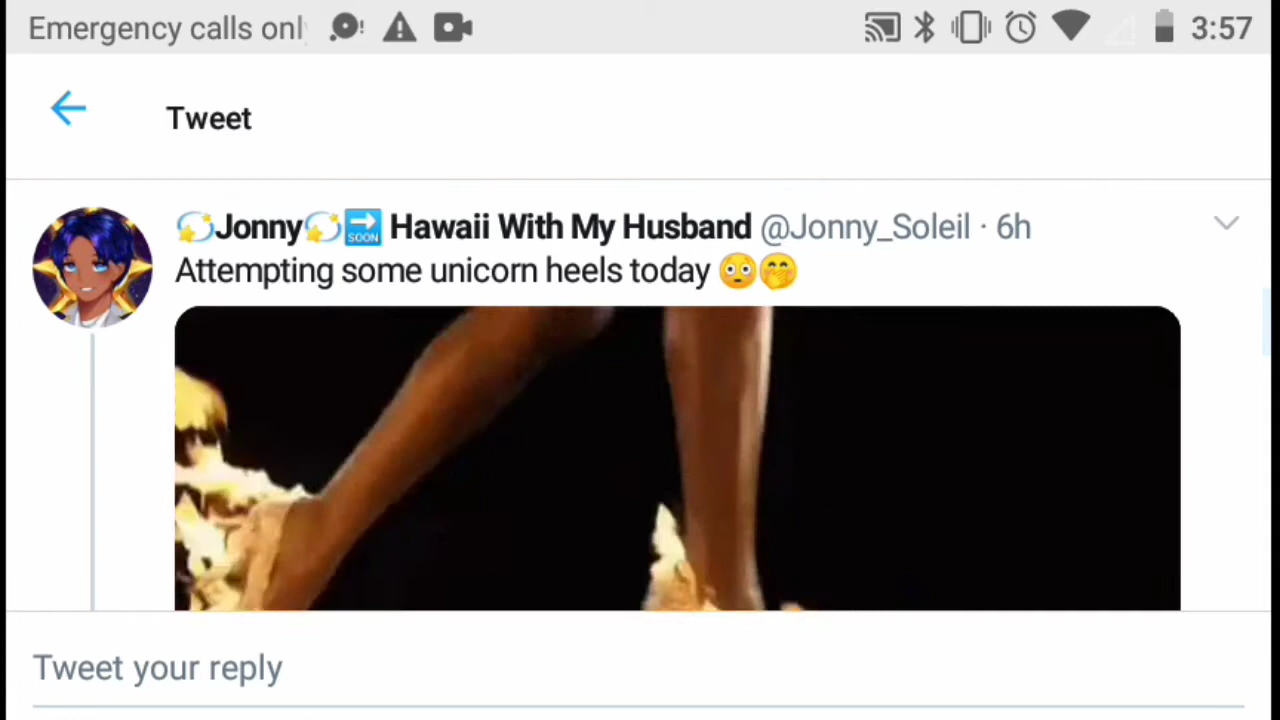 Emergency calls onl
3:57
Tweet
💫Jonny💫🔜 Hawaii With My Husband @Jonny_Soleil · 6h
Attempting some unicorn heels today 😳🤭
Tweet your reply